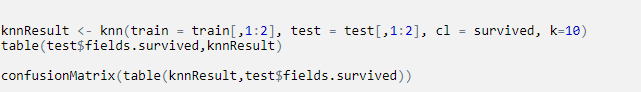 knnResult <- knn(train = train[,1:2], test = test[,1:2], cl = survived, k=10)
table(test$fields.survived,knnResult)
confusionMatrix(table(knnResult,test$fields.survived))